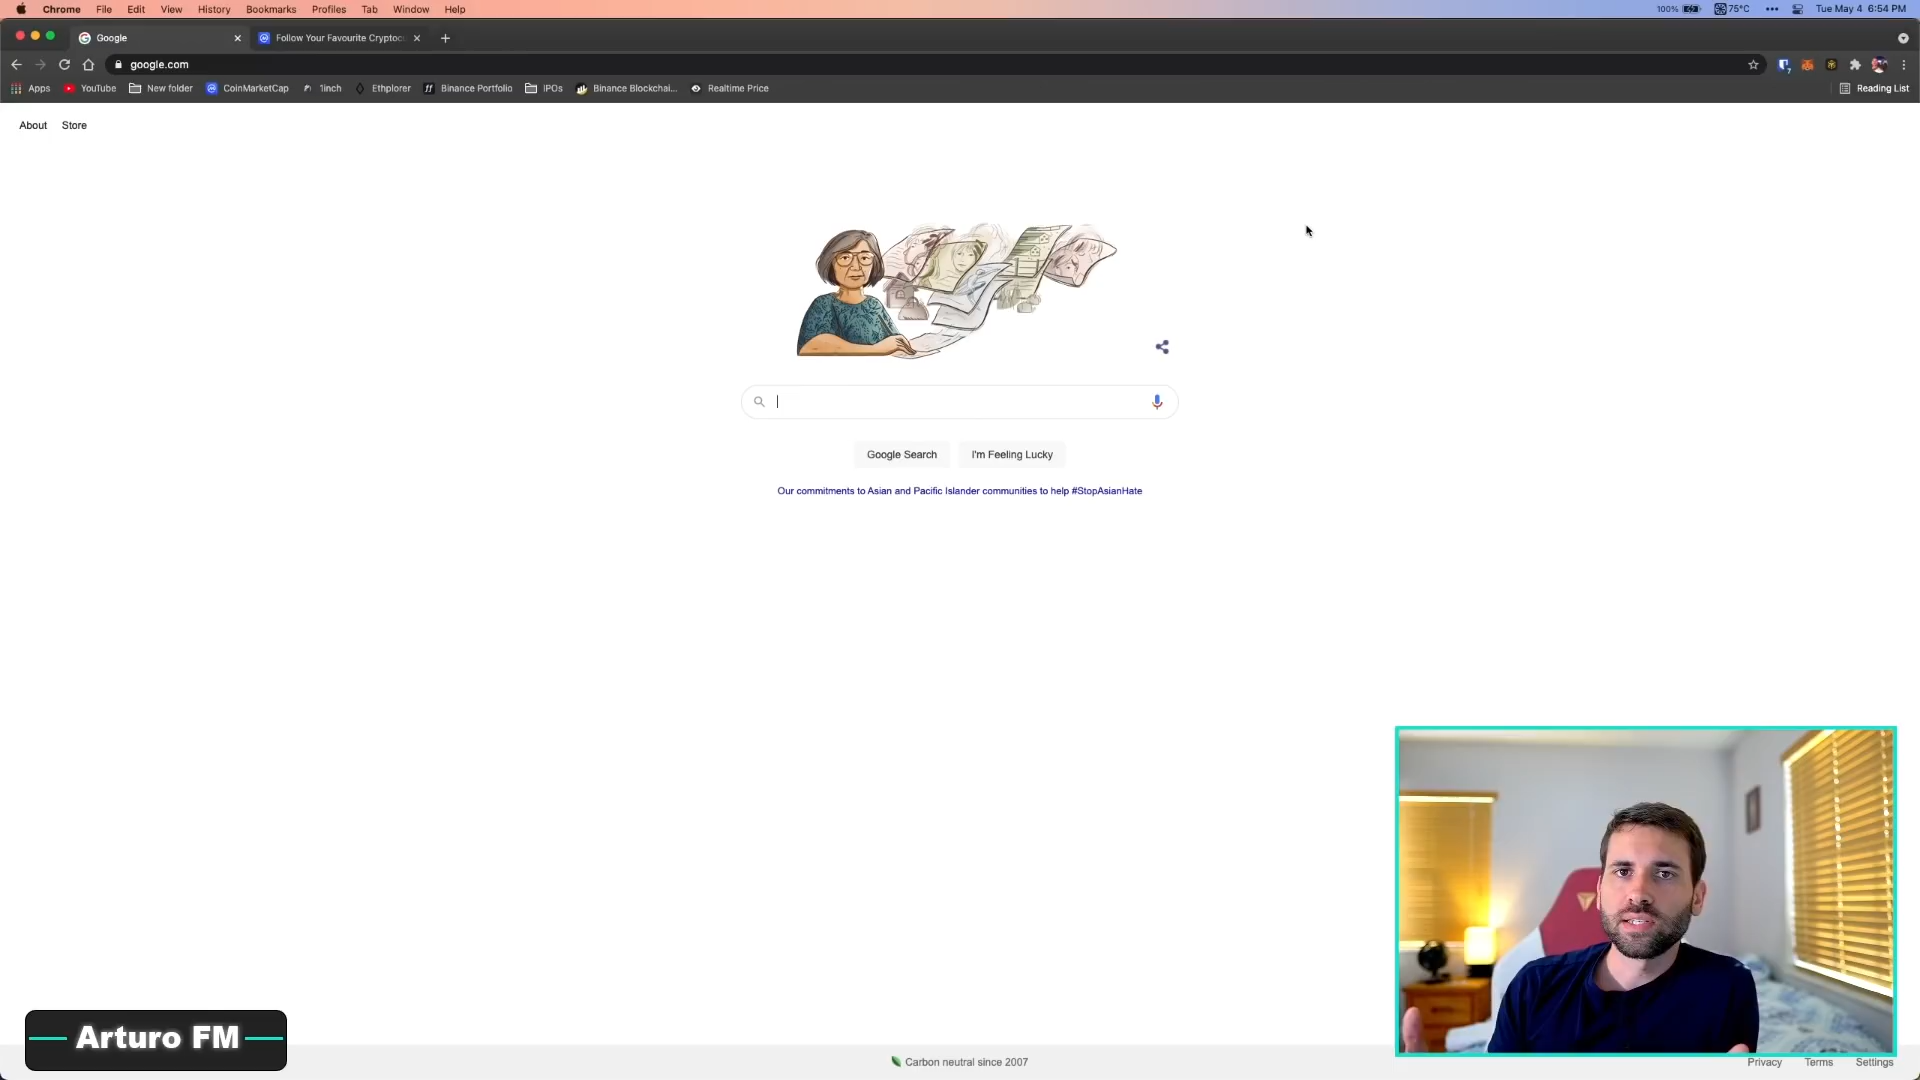 Chrome File Edit View History Bookmarks Profiles Tab Window Help 100% 75°C Tue May 4 6:54 PM
Google Follow Your Favourite Cryptoc
google.com
Apps YouTube New folder CoinMarketCap 1inch Ethplorer Binance Portfolio IPOs Binance Blockchai... Realtime Price Reading List
About Store
Google Search I'm Feeling Lucky
Our commitments to Asian and Pacific Islander communities to help #StopAsianHate
Arturo FM
Carbon neutral since 2007
Privacy Terms Settings